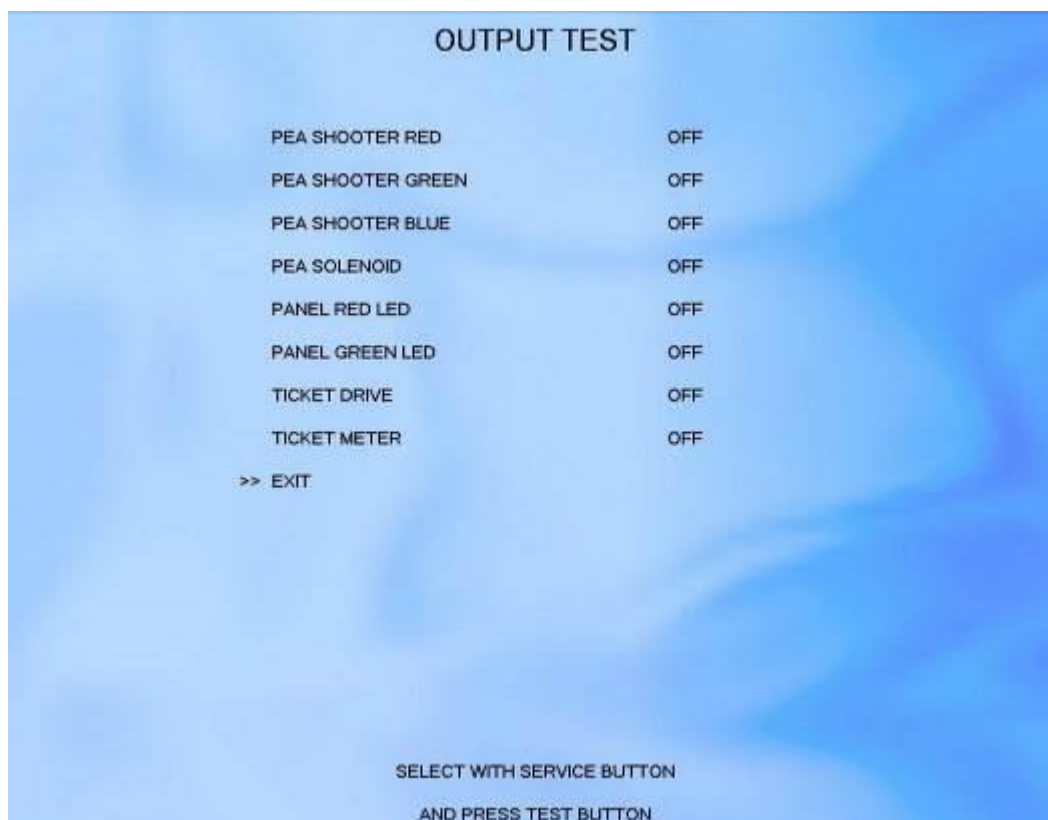 OUTPUT TEST
PEA SHOOTER RED OFF
PEA SHOOTER GREEN OFF
PEA SHOOTER BLUE OFF
PEA SOLENOID OFF
PANEL RED LED OFF
PANEL GREEN LED OFF
TICKET DRIVE OFF
TICKET METER OFF
>> EXIT
SELECT WITH SERVICE BUTTON
AND PRESS TEST BUTTON